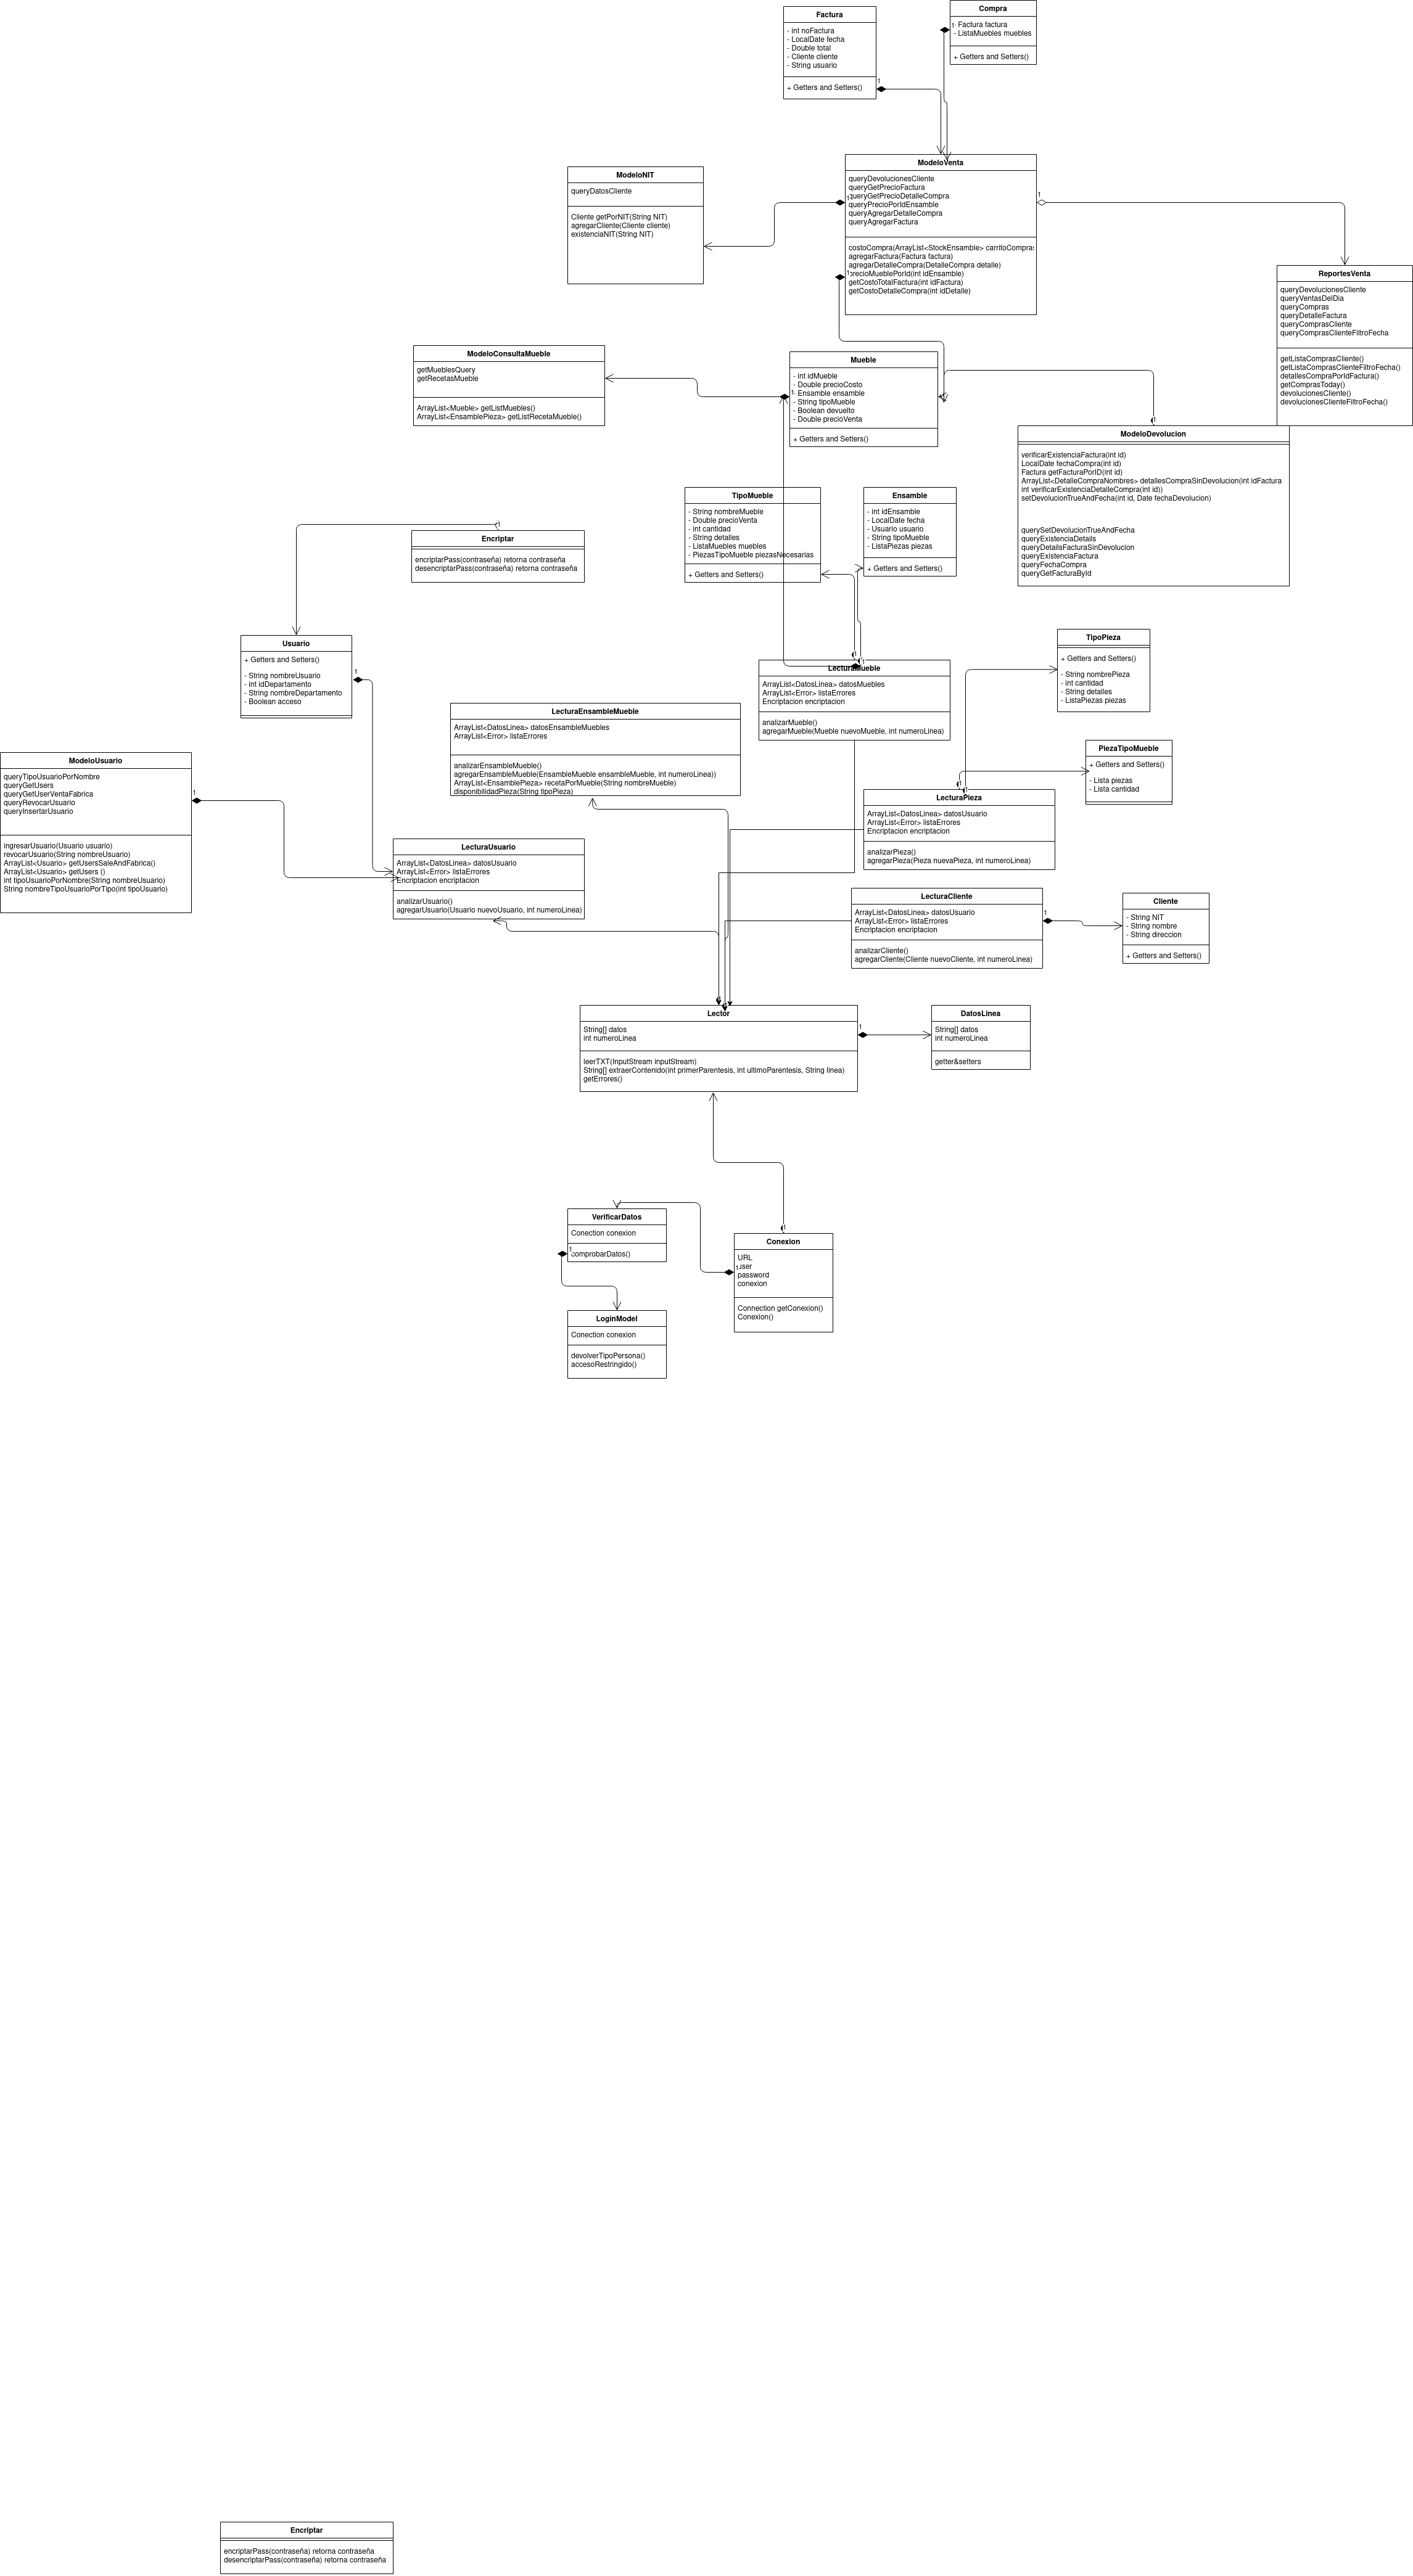 Factura
- int noFactura
- LocalDate fecha
- Double total
- Cliente cliente
- String usuario
+ Getters and Setters()
1
Compra
1
- Factura factura
- ListaMuebles muebles
+ Getters and Setters()
ModeloNIT
queryDatosCliente
Cliente getPorNIT(String NIT)
agregarCliente(Cliente cliente)
existenciaNIT(String NIT)
ModeloVenta
queryDevolucionesCliente
queryGetPrecioFactura
1
queryGetPrecioDetalleCompra
queryPrecioPorIdEnsamble
queryAgregarDetalleCompra
queryAgregarFactura
costoCompra(ArrayList<StockEnsamble> carritoCompras
agregarFactura(Factura factura)
agregarDetalleCompra(DetalleCompra detalle)
1
precioMueblePorId(int idEnsamble)
getCostoTotalFactura(int idFactura)
getCostoDetalleCompra(int idDetalle)
1
ReportesVenta
queryDevolucionesCliente
queryVentasDelDia
queryCompras
queryDetalleFactura
queryComprasCliente
queryComprasClienteFiltroFecha
getListaComprasCliente()
getListaComprasClienteFiltroFecha()
detallesCompraPorIdFactura()
getComprasToday()
devolucionesCliente()
devolucionesClienteFiltroFecha()
ModeloConsultaMueble
getMueblesQuery
getRecetasMueble
ArrayList<Mueble> getListMuebles()
ArrayList<EnsamblePieza> getListRecetaMueble()
Mueble
- int idMueble
- Double precioCosto
1
- Ensamble ensamble
- String tipoMueble
- Boolean devuelto
- Double precioVenta
+ Getters and Setters()
1
ModeloDevolucion
verificarExistenciaFactura(int id)
LocalDate fechaCompra(int id)
Factura getFacturaPorID(int id)
ArrayList<DetalleCompraNombres> detallesCompraSinDevolucion(int idFactura
int verificarExistenciaDetalleCompra(int id))
setDevolucionTrueAndFecha(int id, Date fechaDevolucion)
querySetDevolucionTrueAndFecha
queryExistenciaDetails
queryDetailsFacturaSinDevolucion
queryExistenciaFactura
queryFechaCompra
queryGetFacturaById
TipoMueble
- String nombreMueble
- Double precioVenta
- int cantidad
- String detalles
- ListaMuebles muebles
- PiezasTipoMueble piezasNecesarias
+ Getters and Setters()
Ensamble
- int idEnsamble
- LocalDate fecha
- Usuario usuario
- String tipoMueble
- ListaPiezas piezas
+ Getters and Setters()
1
Encriptar
encriptarPass(contraseña) retorna contraseña
desencriptarPass(contraseña) retorna contraseña
Usuario
+ Getters and Setters()
- String nombreUsuario
- int idDepartamento
- String nombreDepartamento
- Boolean acceso
1
TipoPieza
+ Getters and Setters()
- String nombrePieza
- int cantidad
- String detalles
- ListaPiezas piezas
1
1
LecturaMueble
ArrayList<DatosLinea> datosMuebles
ArrayList<Error> listaErrores
Encriptacion encriptacion
analizarMueble()
agregarMueble(Mueble nuevoMueble, int numeroLinea)
LecturaEnsambleMueble
ArrayList<DatosLinea> datosEnsambleMuebles
ArrayList<Error> listaErrores
analizarEnsambleMueble()
agregarEnsambleMueble(EnsambleMueble ensambleMueble, int numeroLinea))
ArrayList<EnsamblePieza> recetaPorMueble(String nombreMueble)
disponibilidadPieza(String tipoPieza)
PiezaTipoMueble
+ Getters and Setters()
- Lista piezas
- Lista cantidad
ModeloUsuario
queryTipoUsuarioPorNombre
queryGetUsers
queryGetUserVentaFabrica
queryRevocarUsuario
queryInsertarUsuario
ingresarUsuario(Usuario usuario)
revocarUsuario(String nombreUsuario)
ArrayList<Usuario> getUsersSaleAndFabrica()
ArrayList<Usuario> getUsers ()
int tipoUsuarioPorNombre(String nombreUsuario)
String nombreTipoUsuarioPorTipo(int tipoUsuario)
1
1
1
LecturaPieza
ArrayList<DatosLinea> datosUsuario
ArrayList<Error> listaErrores
Encriptacion encriptacion
analizarPieza()
agregarPieza(Pieza nuevaPieza, int numeroLinea)
LecturaUsuario
ArrayList<DatosLinea> datosUsuario
ArrayList<Error> listaErrores
Encriptacion encriptacion
analizarUsuario()
agregarUsuario(Usuario nuevoUsuario, int numeroLinea)
LecturaCliente
ArrayList<DatosLinea> datosUsuario
ArrayList<Error> listaErrores
Encriptacion encriptacion
analizarCliente()
agregarCliente(Cliente nuevoCliente, int numeroLinea)
1
Cliente
- String NIT
- String nombre
- String direccion
+ Getters and Setters()
Lector
String[] datos
int numeroLinea
leerTXT(InputStream inputStream)
String[] extraerContenido(int primerParentesis, int ultimoParentesis, String linea)
getErrores()
1
DatosLinea
String[] datos
int numeroLinea
getter&setters
VerificarDatos
Conection conexion
1
comprobarDatos()
1
Conexion
URL
1
user
password
conexion
Connection getConexion()
Conexion()
LoginModel
Conection conexion
devolverTipoPersona()
accesoRestringido()
Encriptar
encriptarPass(contraseña) retorna contraseña
desencriptarPass(contraseña) retorna contraseña